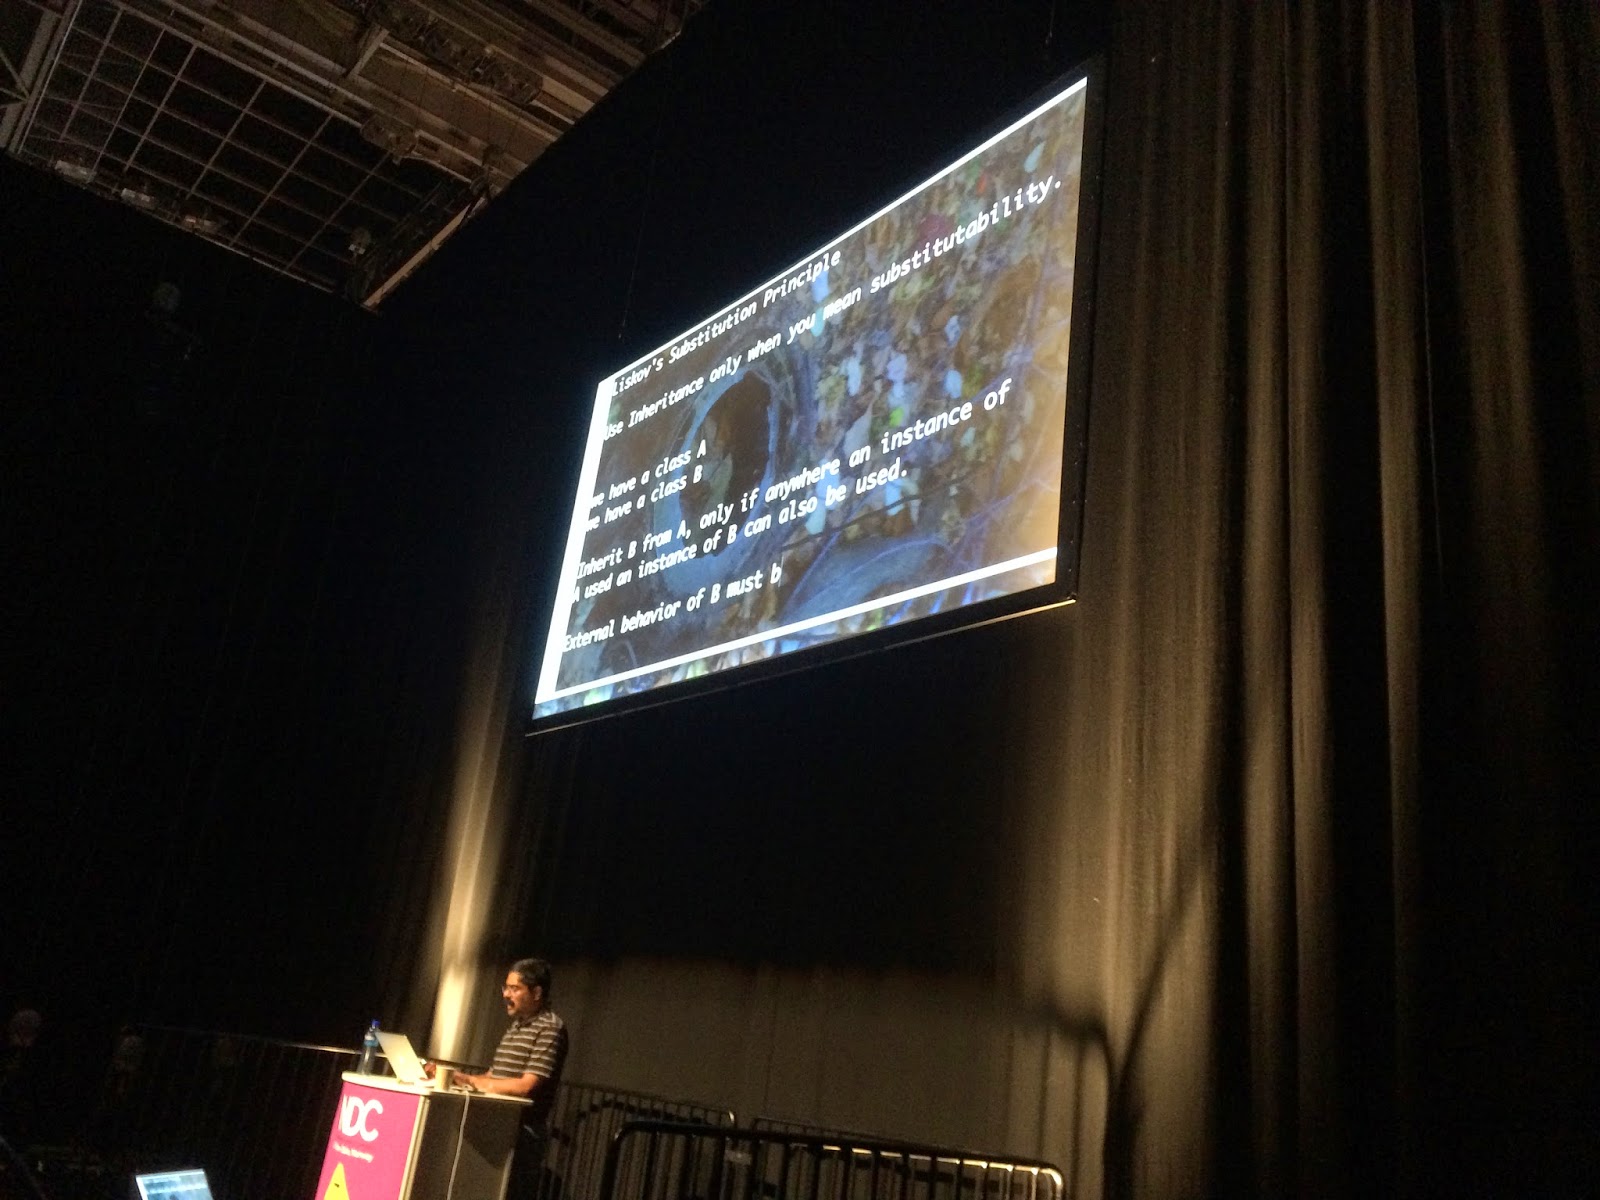 Liskov's Substitution Principle
Use Inheritance only when you mean substitutability.
we have a class A
we have a class B
Inherit B from A, only if anywhere an instance of
A used an instance of B can also be used.
External behavior of B must b
NDC